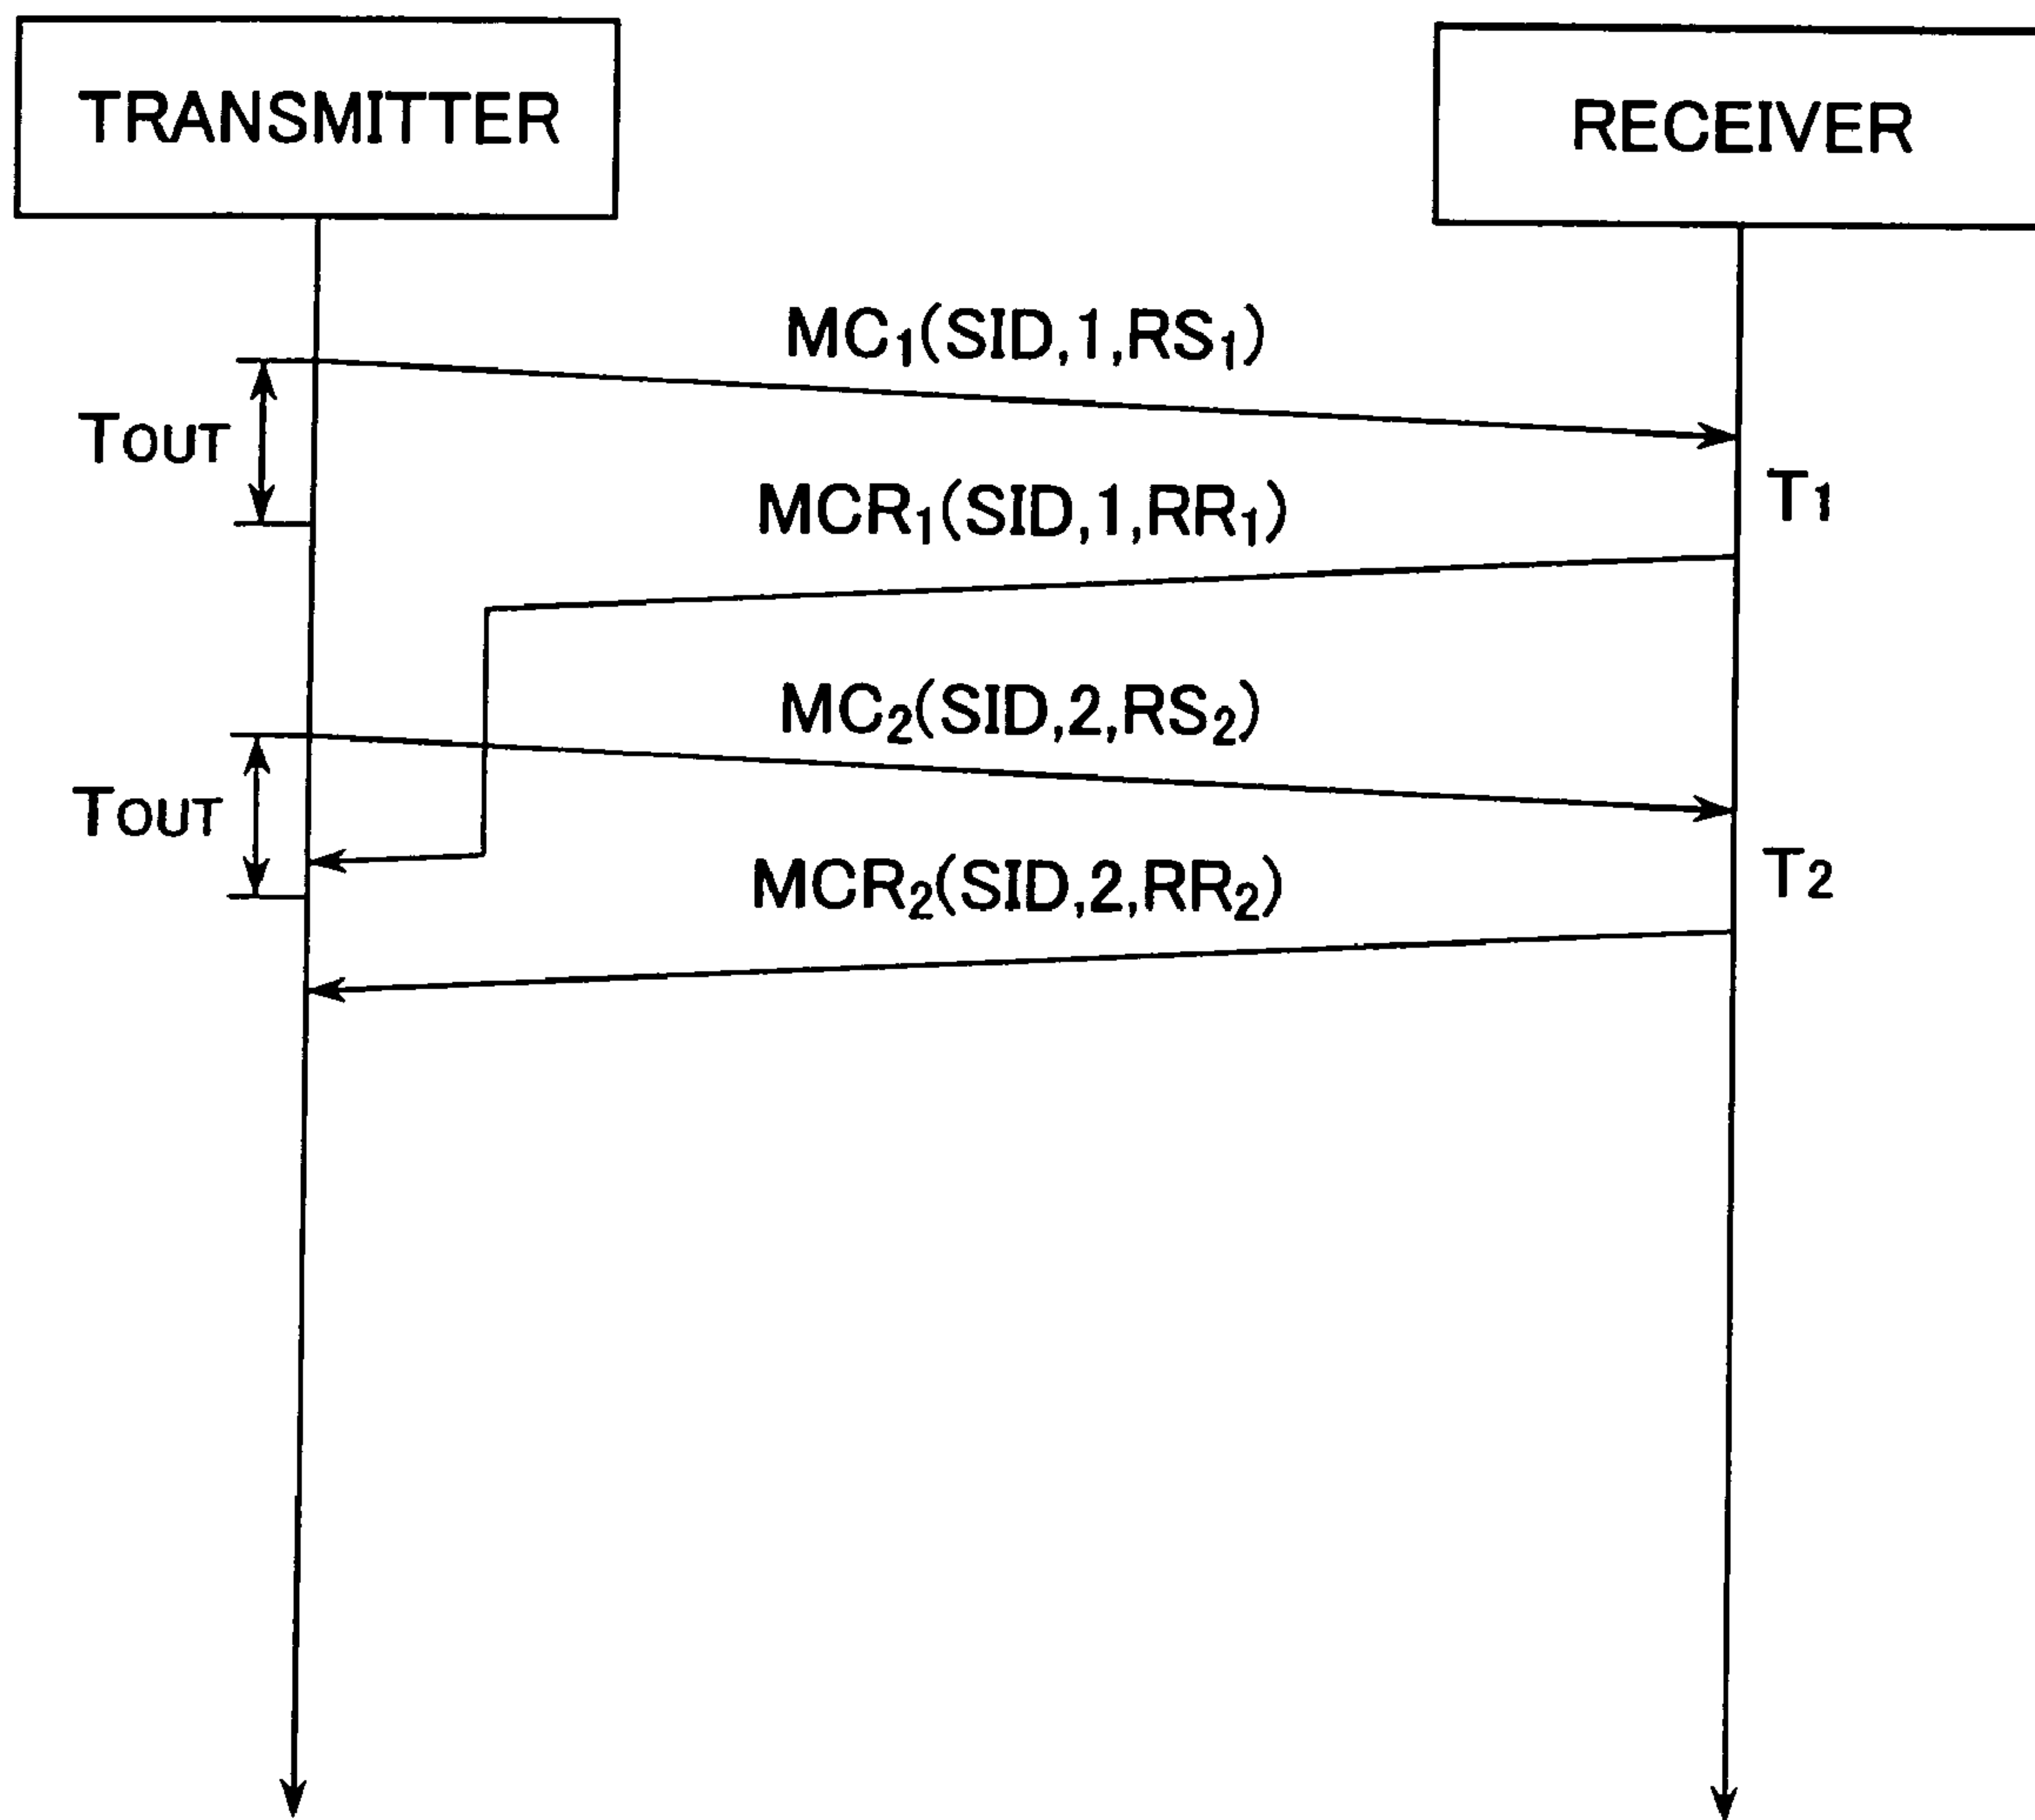 TRANSMITTER
RECEIVER
MC₁(SID,1,RS₁)
TOUT
MCR₁(SID,1,RR₁)
T1
MC₂(SID,2,RS₂)
TOUT
MCR₂(SID,2,RR₂)
T2